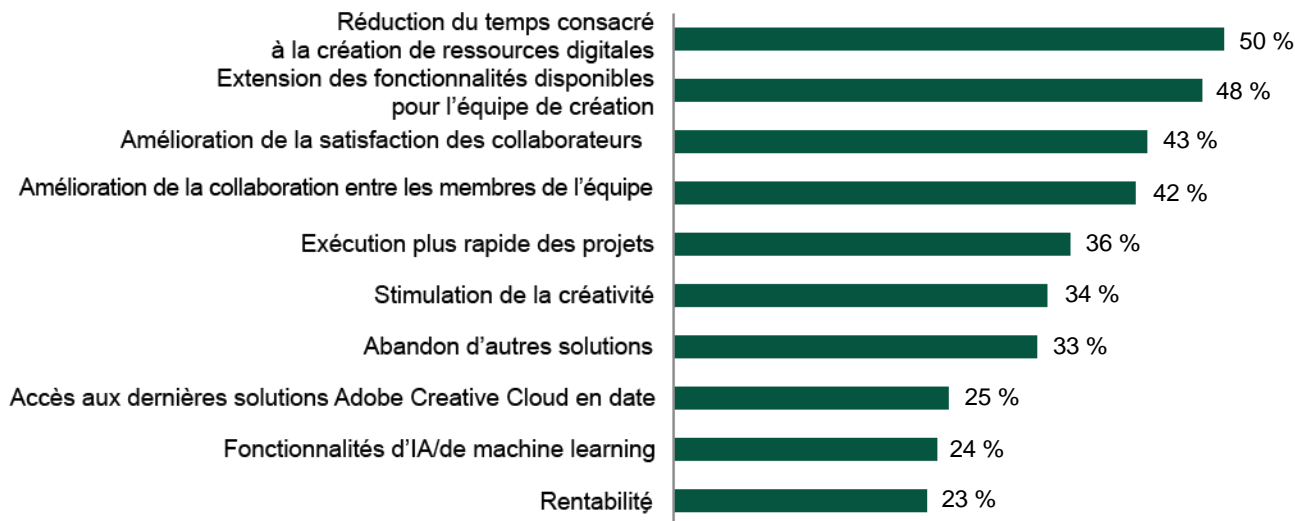 Réduction du temps consacré
à la création de ressources digitales
50 %
Extension des fonctionnalités disponibles
pour l’équipe de création
48 %
Amélioration de la satisfaction des collaborateurs
43 %
Amélioration de la collaboration entre les membres de l’équipe
42 %
Exécution plus rapide des projets
36 %
Stimulation de la créativité
34 %
Abandon d’autres solutions
33 %
Accès aux dernières solutions Adobe Creative Cloud en date
25 %
Fonctionnalités d’IA/de machine learning
24 %
Rentabilité
23 %